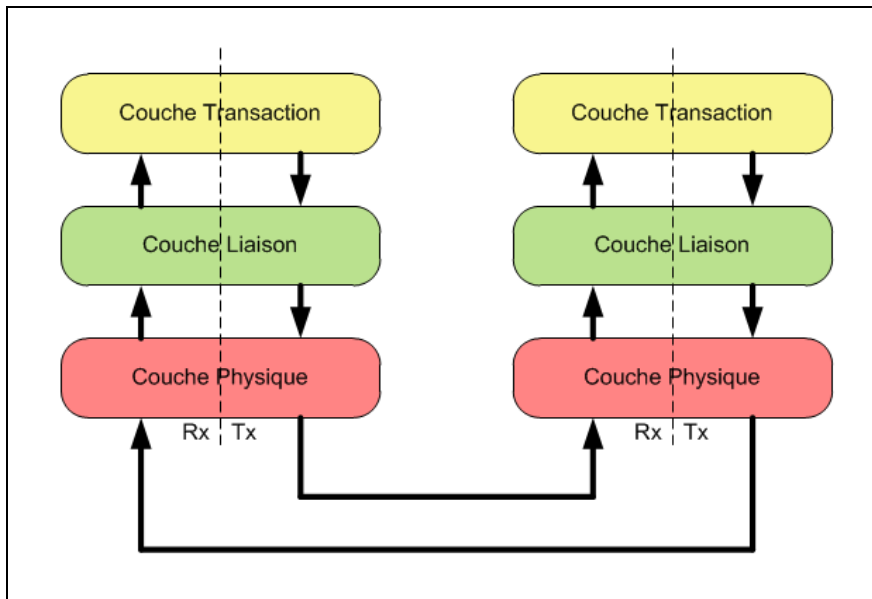 Couche Transaction
Couche Transaction
Couche Liaison
Couche Liaison
Couche Physique
Couche Physique
Rx Tx
Rx Tx